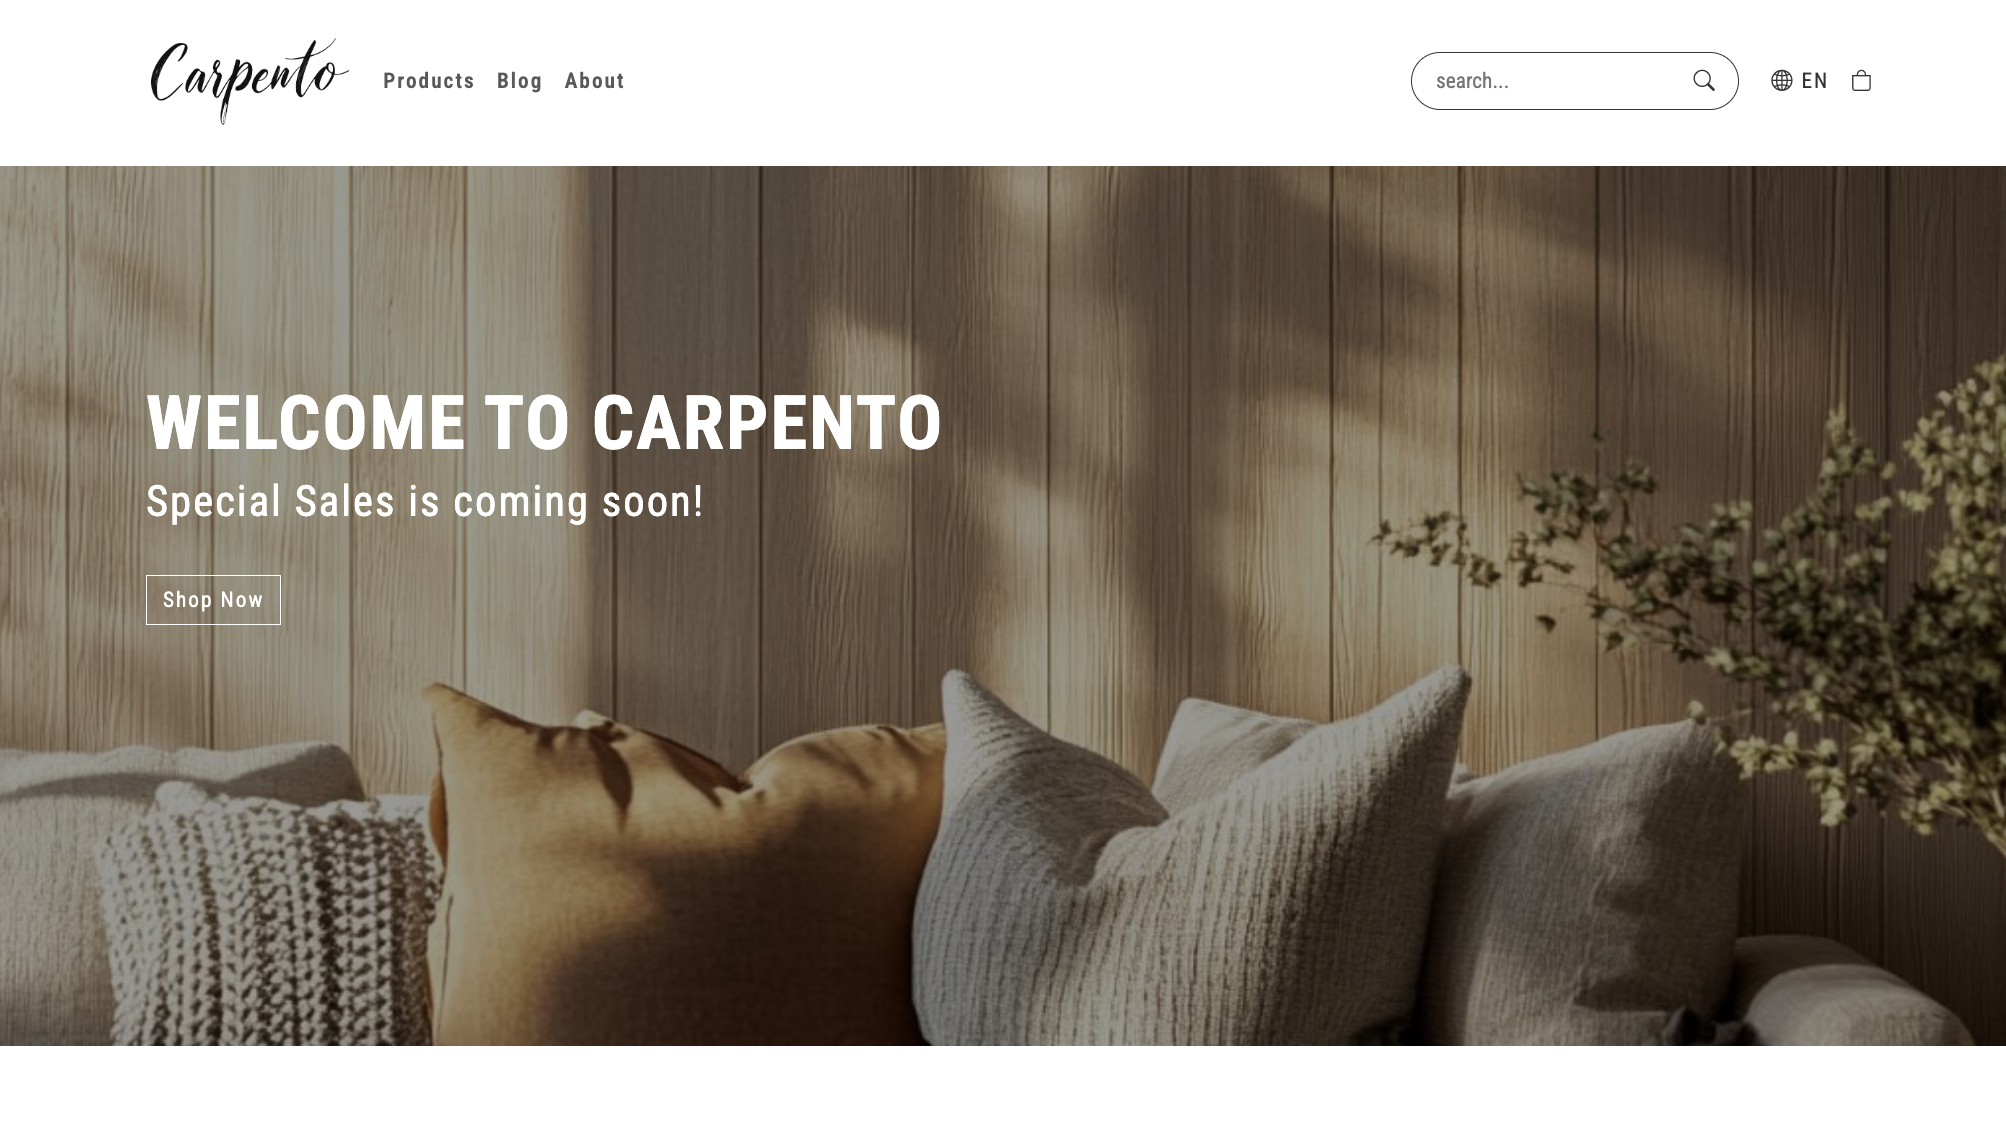 Carpento
Products Blog About
search...
EN
WELCOME TO CARPENTO
Special Sales is coming soon!
Shop Now